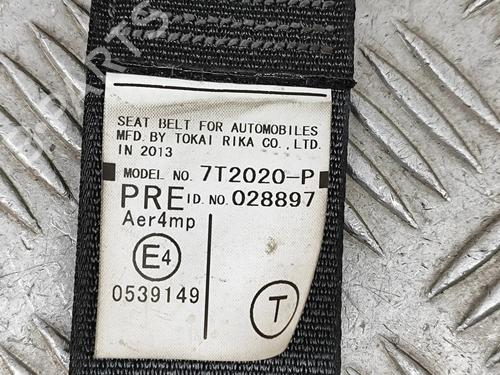 SEAT BELT FOR AUTOMOBILES
MFD. BY TOKAI RIKA CO., LTD.
IN 2013
MODEL NO. 7T2020-P
PRE ID. NO. 028897
Aer4mp
E4
0539149
T
PARTS